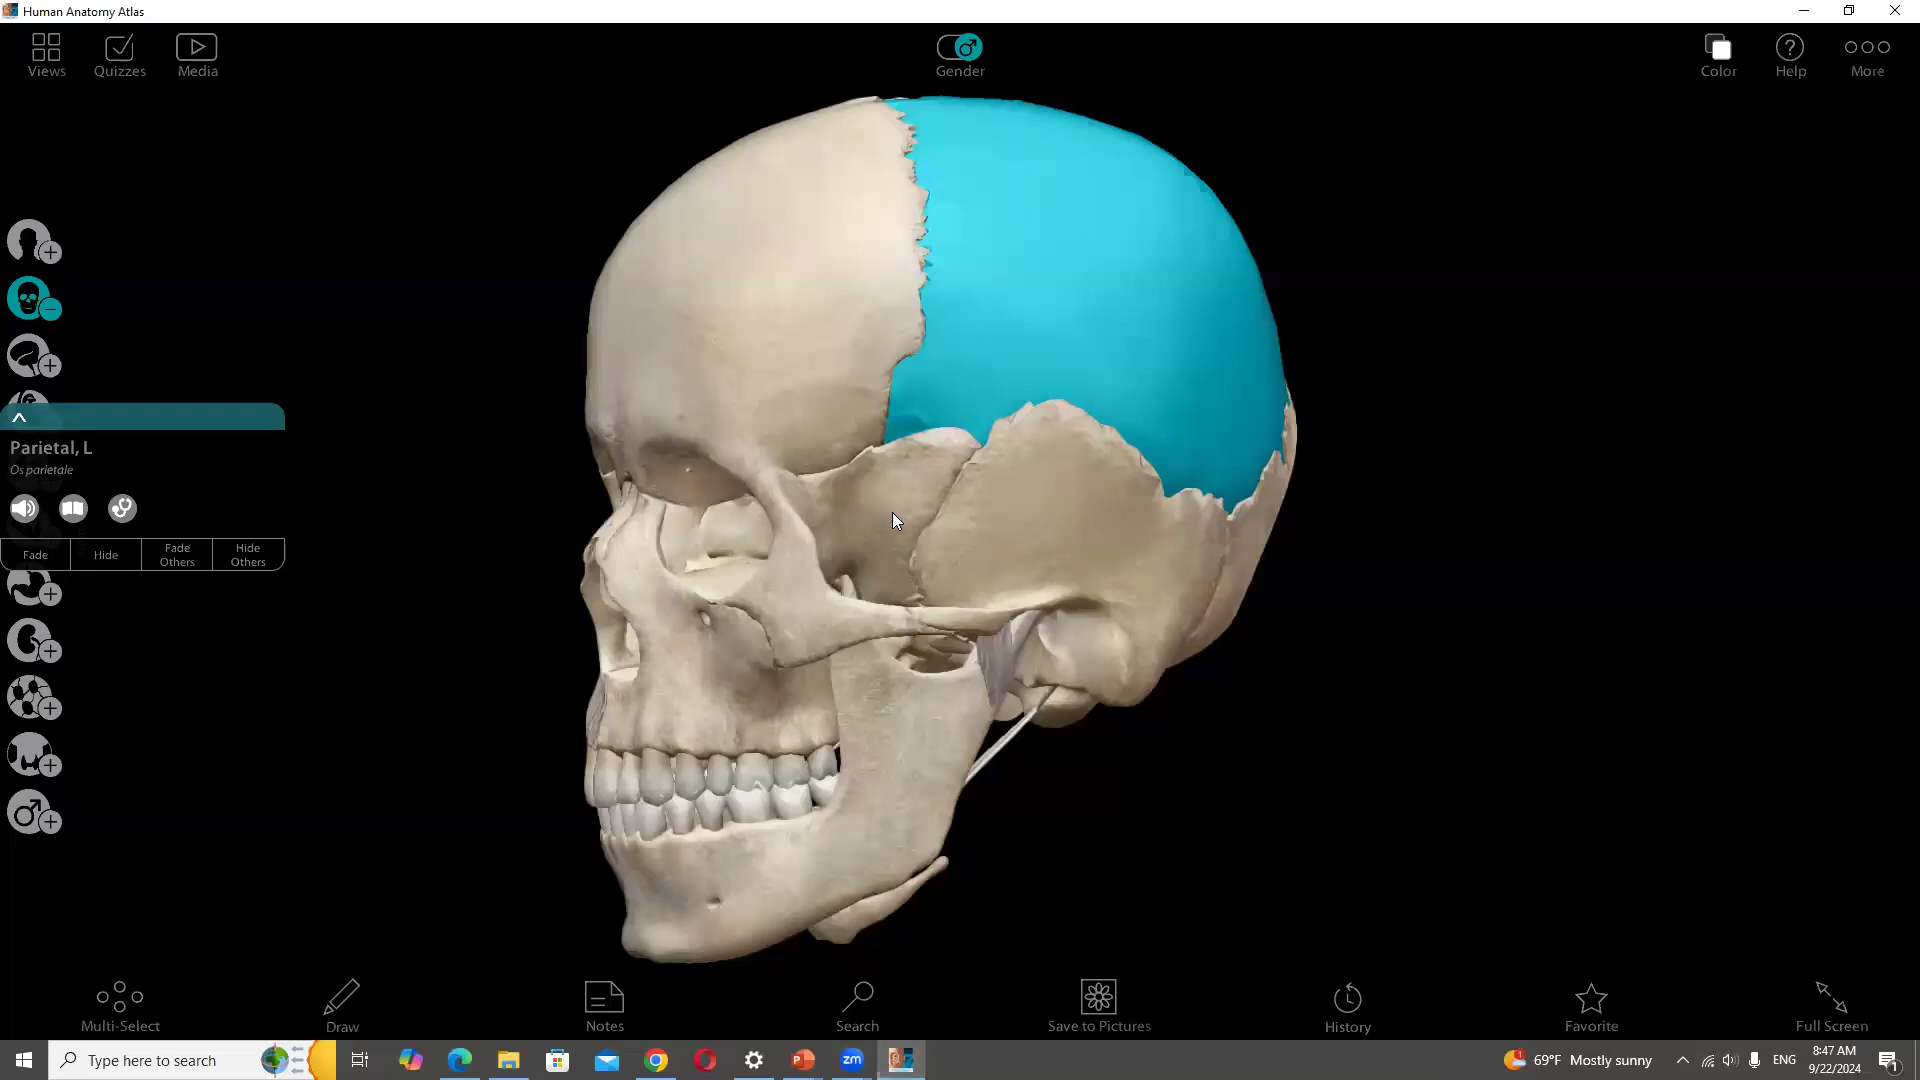 Human Anatomy Atlas
Views
Quizzes
Media
Gender
Color
Help
More
Parietal, L
Os parietale
Fade
Hide
Fade
Others
Hide
Others
Multi-Select
Draw
Notes
Search
Save to Pictures
History
Favorite
Full Screen
Type here to search
zm
69°F Mostly sunny
ENG
8:47 AM
9/22/2024
1